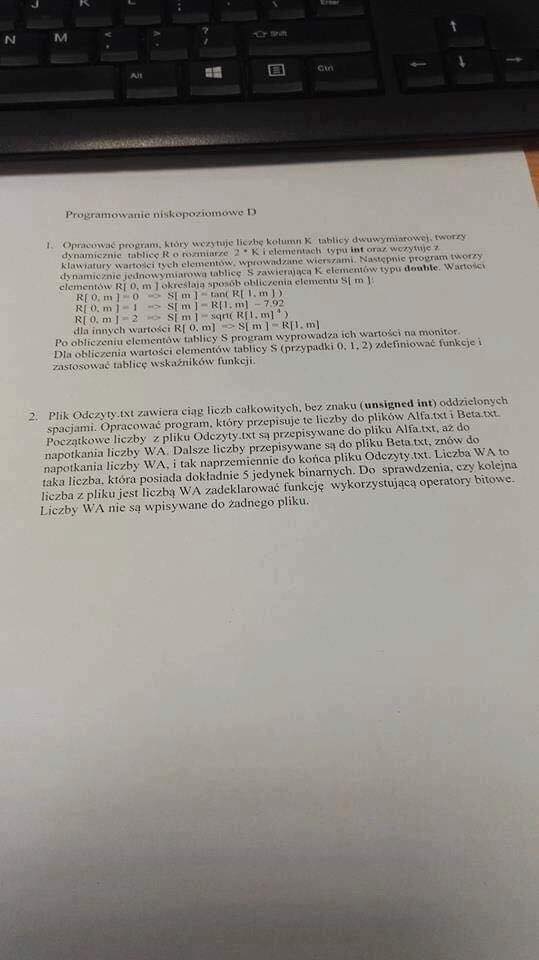 J K L : ; " ' Enter
N M < , > . ? / Shift
Alt Ctrl
Programowanie niskopoziomowe D
1. Opracować program, który wczytuje liczbę kolumn K tablicy dwuwymiarowej, tworzy
dynamicznie tablicę R o rozmiarze 2 * K i elementach typu int oraz wczytuje z
klawiatury wartości tych elementów, wprowadzane wierszami. Następnie program tworzy
dynamicznie jednowymiarową tablicę S zawierającą K elementów typu double. Wartości
elementów R[ 0, m ] określają sposób obliczenia elementu S[ m ]:
R[ 0, m ] = 0 => S[ m ] = tan( R[ 1, m ] )
R[ 0, m ] = 1 => S[ m ] = R[1, m] - 7.92
R[ 0, m ] = 2 => S[ m ] = sqrt( R[1, m] ⁴ )
dla innych wartości R[ 0, m] => S[ m ] = R[1, m]
Po obliczeniu elementów tablicy S program wyprowadza ich wartości na monitor.
Dla obliczenia wartości elementów tablicy S (przypadki 0, 1, 2) zdefiniować funkcje i
zastosować tablicę wskaźników funkcji.
2. Plik Odczyty.txt zawiera ciąg liczb całkowitych, bez znaku (unsigned int) oddzielonych
spacjami. Opracować program, który przepisuje te liczby do plików Alfa.txt i Beta.txt.
Początkowe liczby z pliku Odczyty.txt są przepisywane do pliku Alfa.txt, aż do
napotkania liczby WA. Dalsze liczby przepisywane są do pliku Beta.txt, znów do
napotkania liczby WA, i tak naprzemiennie do końca pliku Odczyty.txt. Liczba WA to
taka liczba, która posiada dokładnie 5 jedynek binarnych. Do sprawdzenia, czy kolejna
liczba z pliku jest liczbą WA zadeklarować funkcję wykorzystującą operatory bitowe.
Liczby WA nie są wpisywane do żadnego pliku.